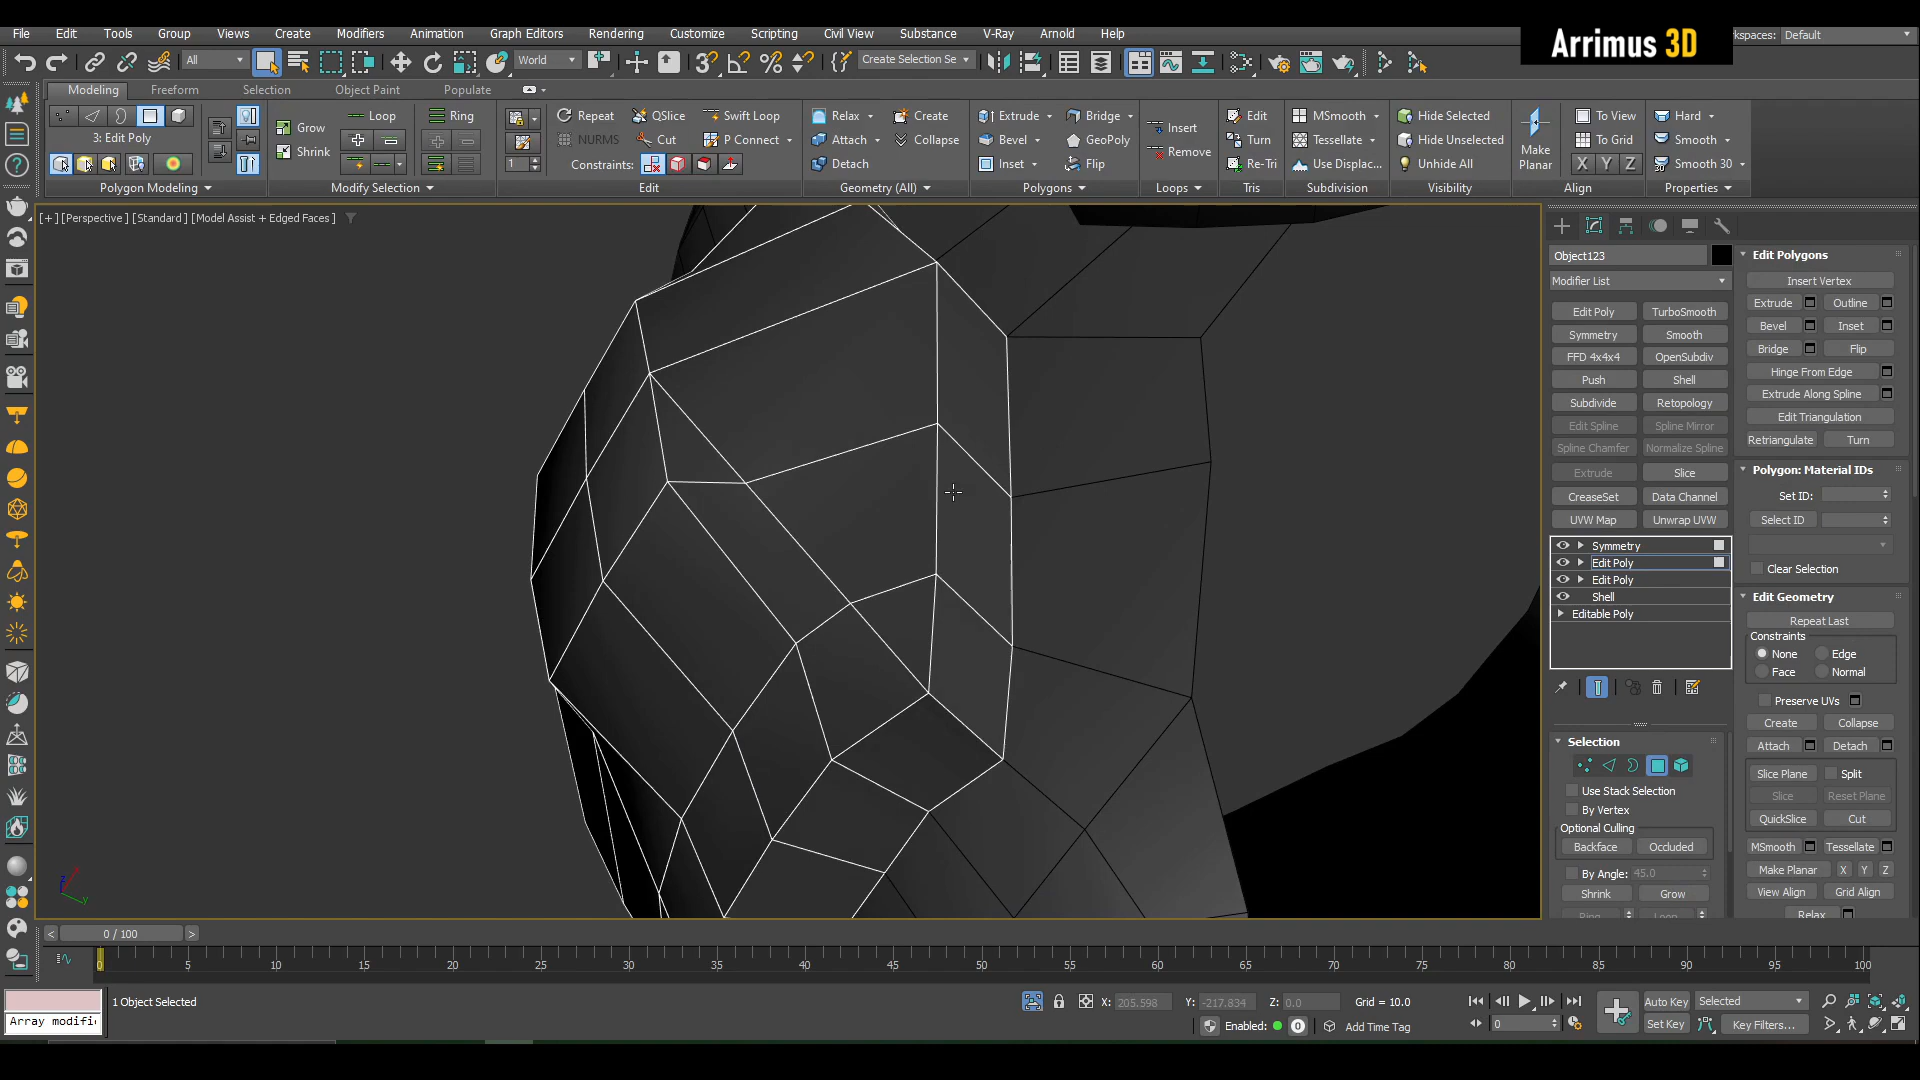 File Edit Tools Group Views Create Modifiers Animation Graph Editors Rendering Customize Scripting Civil View Substance V-Ray Arnold Help
Arrimus 3D
kspaces: Default
All World Create Selection Se
Modeling Freeform Selection Object Paint Populate
3: Edit Poly
Polygon Modeling
Grow Loop Ring
Shrink
Modify Selection
Repeat QSlice Swift Loop
NURMS Cut P Connect
1 Constraints:
Edit
Relax Create
Attach Collapse
Detach
Geometry (All)
Extrude Bridge
Bevel GeoPoly
Inset Flip
Polygons
Insert
Remove
Loops
Edit
Turn
Re-Tri
Tris
MSmooth
Tessellate
Use Displac...
Subdivision
Hide Selected
Hide Unselected
Unhide All
Visibility
Make Planar
To View
To Grid
X Y Z
Align
Hard
Smooth
Smooth 30
Properties
[+] [Perspective] [Standard] [Model Assist + Edged Faces]
Object123
Modifier List
Edit Poly TurboSmooth
Symmetry Smooth
FFD 4x4x4 OpenSubdiv
Push Shell
Subdivide Retopology
Edit Spline Spline Mirror
Spline Chamfer Normalize Spline
Extrude Slice
CreaseSet Data Channel
UVW Map Unwrap UVW
Symmetry
Edit Poly
Edit Poly
Shell
Editable Poly
Selection
Use Stack Selection
By Vertex
Optional Culling
Backface Occluded
By Angle: 45.0
Shrink Grow
Ring Loop
Edit Polygons
Insert Vertex
Extrude Outline
Bevel Inset
Bridge Flip
Hinge From Edge
Extrude Along Spline
Edit Triangulation
Retriangulate Turn
Polygon: Material IDs
Set ID:
Select ID
Clear Selection
Edit Geometry
Repeat Last
Constraints
None Edge
Face Normal
Preserve UVs
Create Collapse
Attach Detach
Slice Plane Split
Slice Reset Plane
QuickSlice Cut
MSmooth Tessellate
Make Planar X Y Z
View Align Grid Align
Relax
z
x
y
< 0 / 100 >
0 5 10 15 20 25 30 35 40 45 50 55 60 65 70 75 80 85 90 95 100
1 Object Selected
X: 205.598 Y: -217.834 Z: 0.0 Grid = 10.0
Auto Key Selected
Array modifi
Enabled: 0 Add Time Tag
0
Set Key Key Filters...